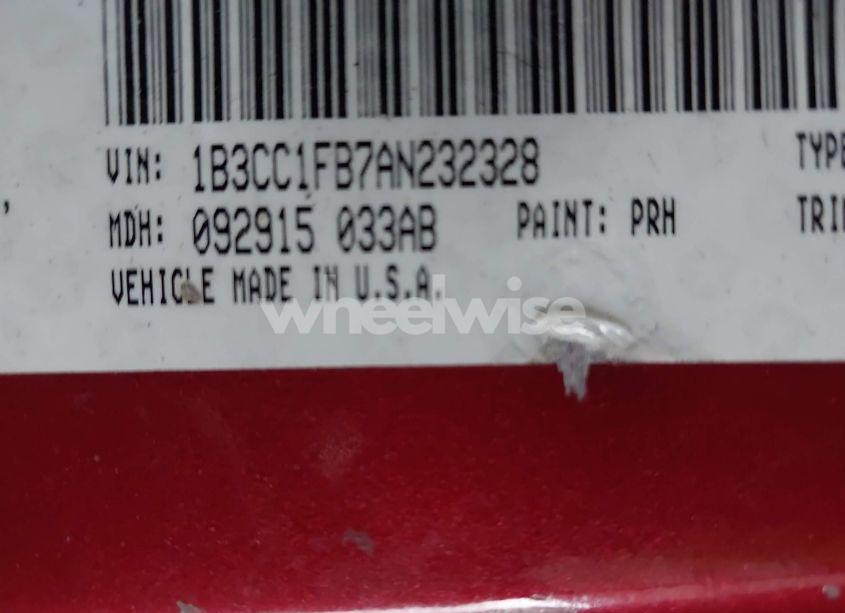 VIN: 1B3CC1FB7AN232328 TYPE
MDH: 092915 033AB PAINT: PRH TRI
VEHICLE MADE IN U.S.A.
wheelwise